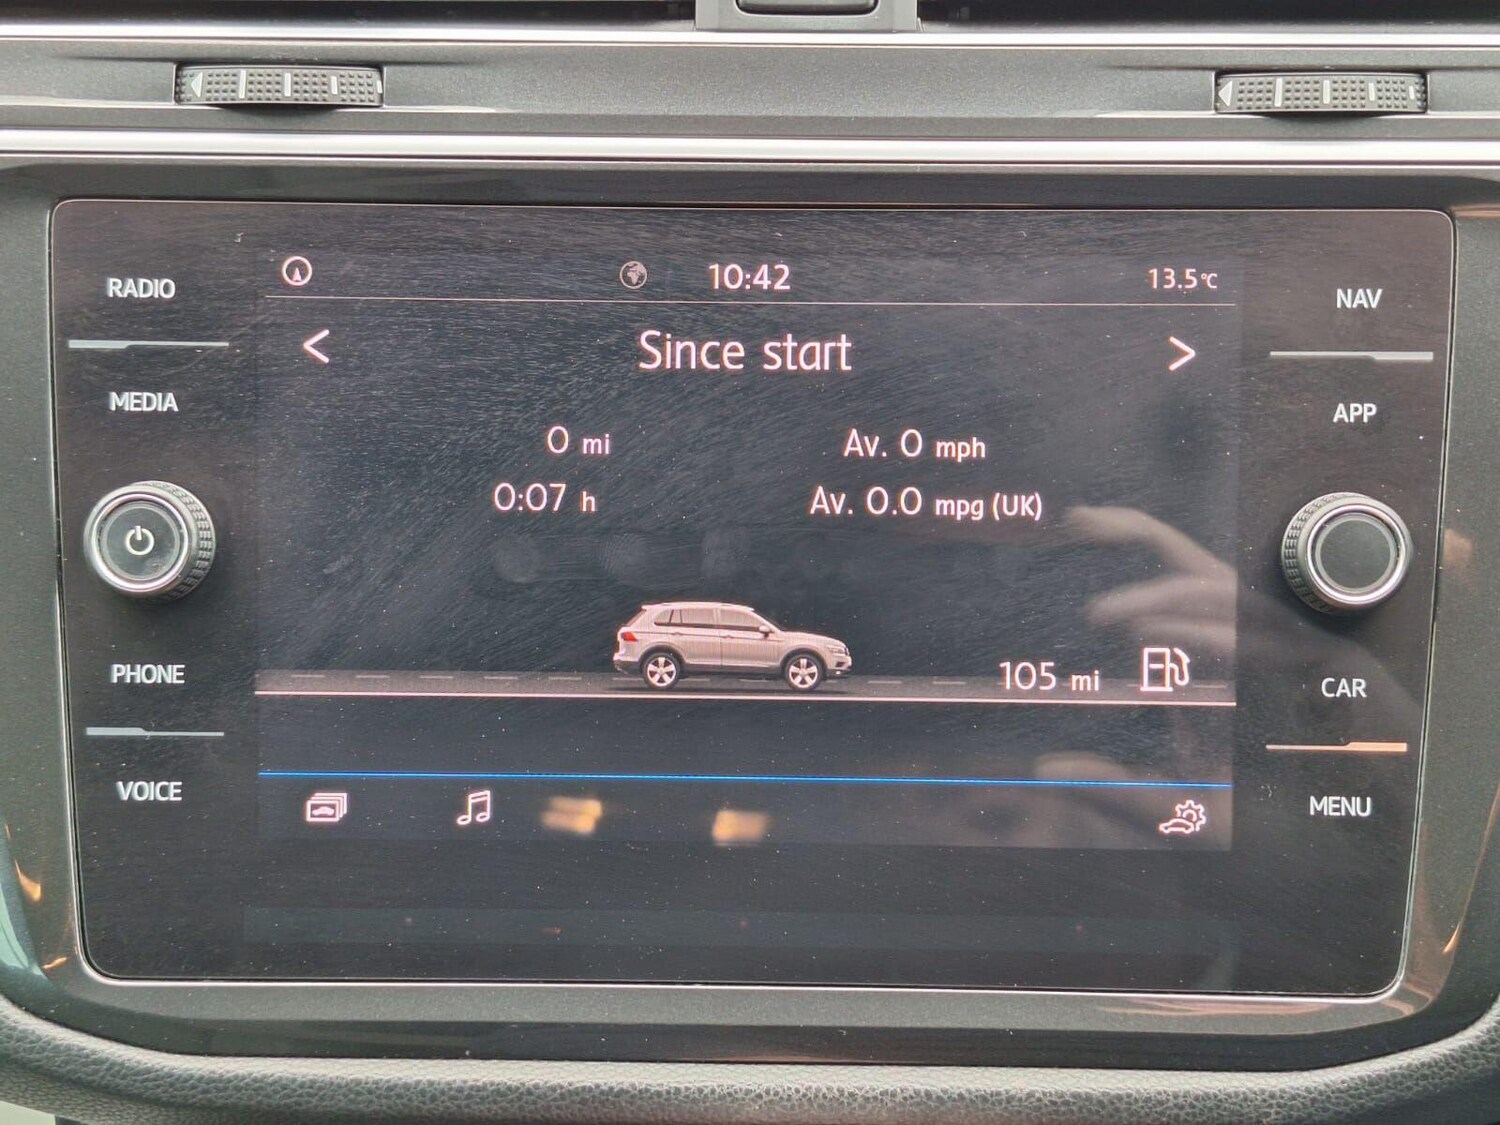 RADIO
MEDIA
PHONE
VOICE
10:42
13.5°C
< Since start >
0 mi
Av. 0 mph
0:07 h
Av. 0.0 mpg (UK)
105 mi
NAV
APP
CAR
MENU